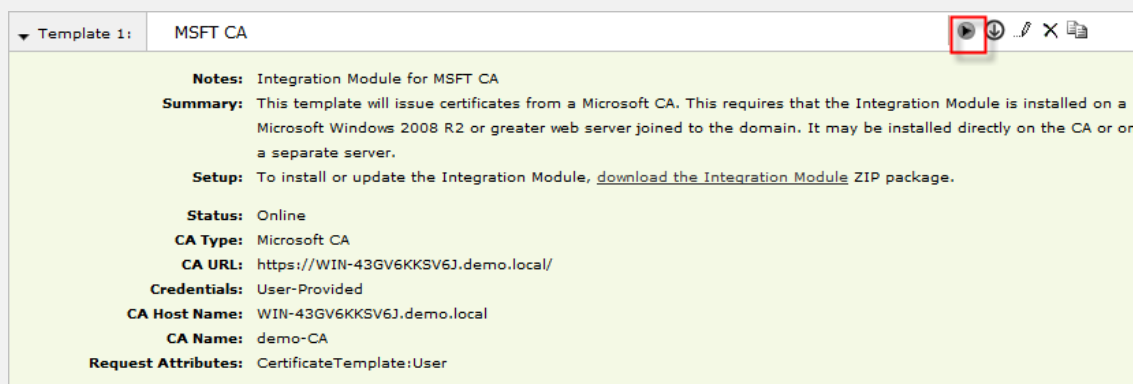 Template 1: MSFT CA
Notes: Integration Module for MSFT CA
Summary: This template will issue certificates from a Microsoft CA. This requires that the Integration Module is installed on a
Microsoft Windows 2008 R2 or greater web server joined to the domain. It may be installed directly on the CA or or
a separate server.
Setup: To install or update the Integration Module, download the Integration Module ZIP package.
Status: Online
CA Type: Microsoft CA
CA URL: https://WIN-43GV6KKSV6J.demo.local/
Credentials: User-Provided
CA Host Name: WIN-43GV6KKSV6J.demo.local
CA Name: demo-CA
Request Attributes: CertificateTemplate:User